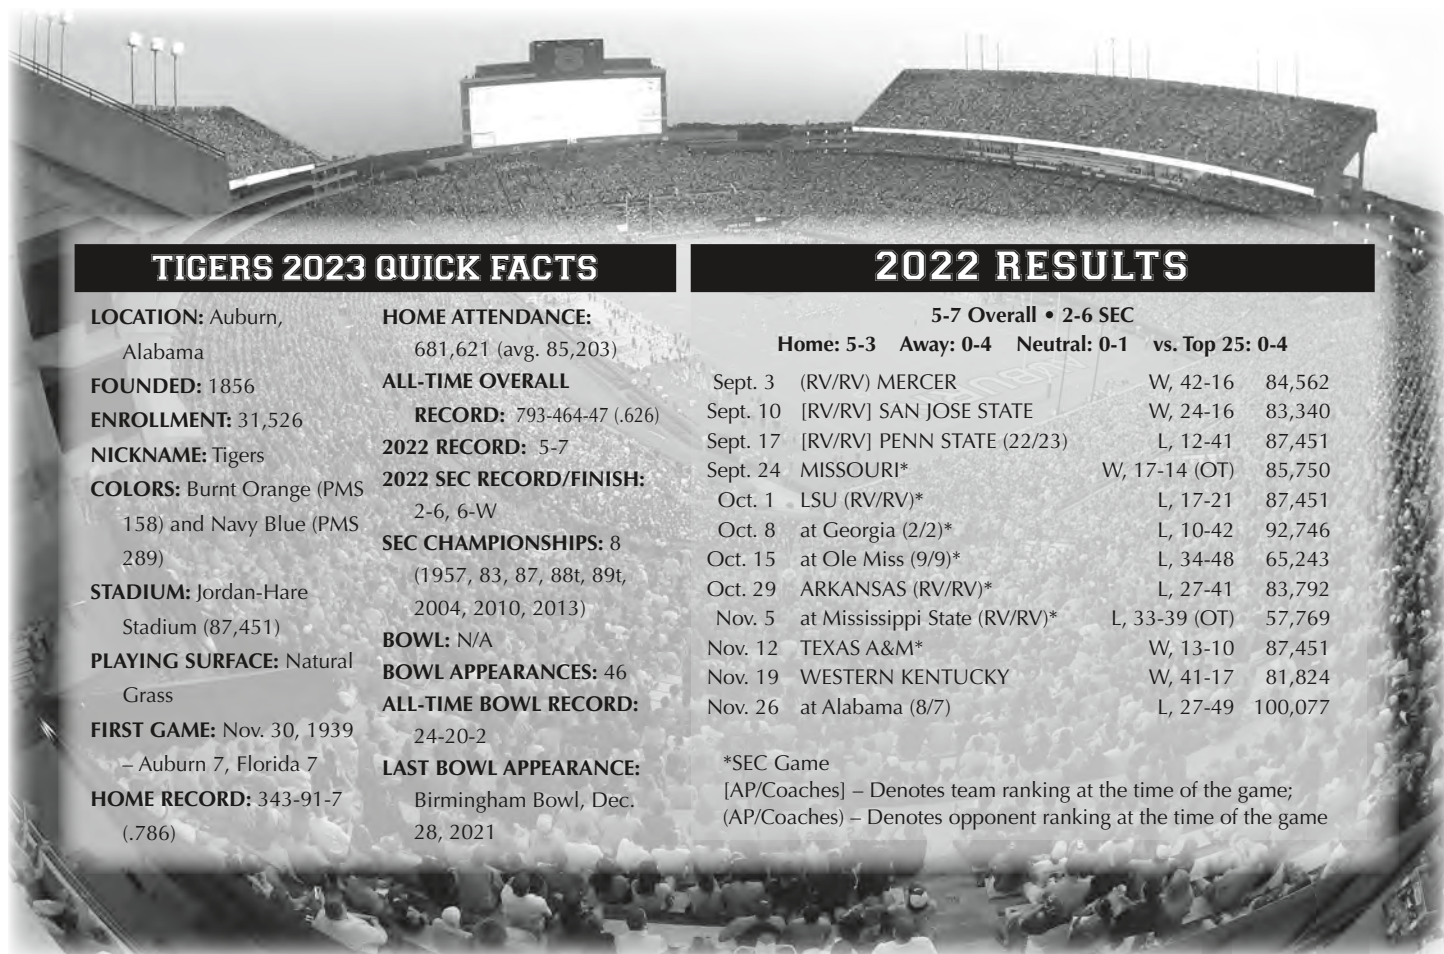 TIGERS 2023 QUICK FACTS
LOCATION: Auburn,
Alabama
FOUNDED: 1856
ENROLLMENT: 31,526
NICKNAME: Tigers
COLORS: Burnt Orange (PMS
158) and Navy Blue (PMS
289)
STADIUM: Jordan-Hare
Stadium (87,451)
PLAYING SURFACE: Natural
Grass
FIRST GAME: Nov. 30, 1939
– Auburn 7, Florida 7
HOME RECORD: 343-91-7
(.786)
HOME ATTENDANCE:
681,621 (avg. 85,203)
ALL-TIME OVERALL
RECORD: 793-464-47 (.626)
2022 RECORD: 5-7
2022 SEC RECORD/FINISH:
2-6, 6-W
SEC CHAMPIONSHIPS: 8
(1957, 83, 87, 88t, 89t,
2004, 2010, 2013)
BOWL: N/A
BOWL APPEARANCES: 46
ALL-TIME BOWL RECORD:
24-20-2
LAST BOWL APPEARANCE:
Birmingham Bowl, Dec.
28, 2021
2022 RESULTS
5-7 Overall • 2-6 SEC
Home: 5-3 Away: 0-4 Neutral: 0-1 vs. Top 25: 0-4
Sept. 3 (RV/RV) MERCER W, 42-16 84,562
Sept. 10 [RV/RV] SAN JOSE STATE W, 24-16 83,340
Sept. 17 [RV/RV] PENN STATE (22/23) L, 12-41 87,451
Sept. 24 MISSOURI* W, 17-14 (OT) 85,750
Oct. 1 LSU (RV/RV)* L, 17-21 87,451
Oct. 8 at Georgia (2/2)* L, 10-42 92,746
Oct. 15 at Ole Miss (9/9)* L, 34-48 65,243
Oct. 29 ARKANSAS (RV/RV)* L, 27-41 83,792
Nov. 5 at Mississippi State (RV/RV)* L, 33-39 (OT) 57,769
Nov. 12 TEXAS A&M* W, 13-10 87,451
Nov. 19 WESTERN KENTUCKY W, 41-17 81,824
Nov. 26 at Alabama (8/7) L, 27-49 100,077
*SEC Game
[AP/Coaches] – Denotes team ranking at the time of the game;
(AP/Coaches) – Denotes opponent ranking at the time of the game